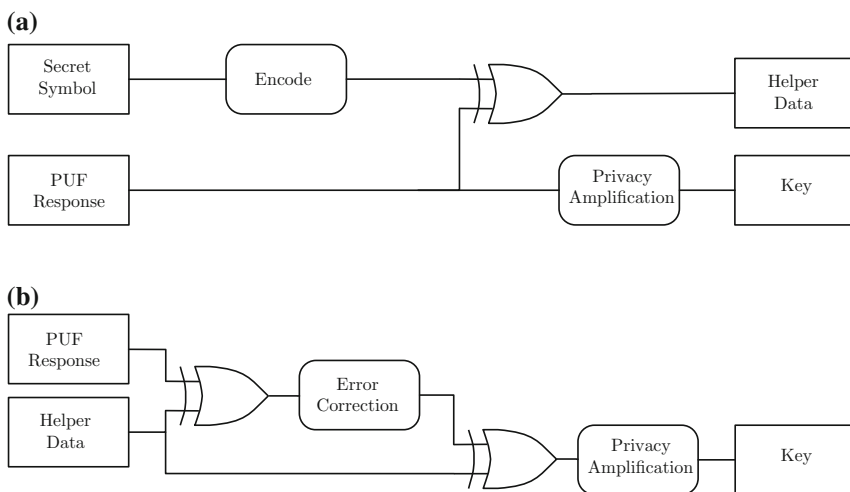 (a)
Secret
Symbol
Encode
Helper
Data
PUF
Response
Privacy
Amplification
Key
(b)
PUF
Response
Error
Correction
Helper
Data
Privacy
Amplification
Key